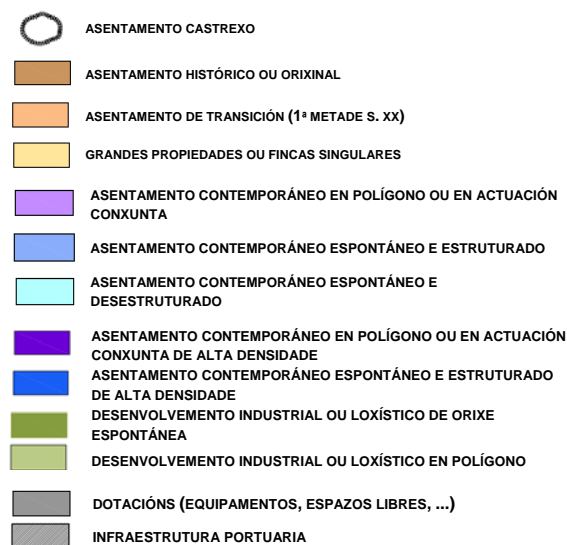 ASENTAMENTO CASTREXO
ASENTAMENTO HISTÓRICO OU ORIXINAL
ASENTAMENTO DE TRANSICIÓN (1ª METADE S. XX)
GRANDES PROPIEDADES OU FINCAS SINGULARES
ASENTAMENTO CONTEMPORÁNEO EN POLÍGONO OU EN ACTUACIÓN
CONXUNTA
ASENTAMENTO CONTEMPORÁNEO ESPONTÁNEO E ESTRUTURADO
ASENTAMENTO CONTEMPORÁNEO ESPONTÁNEO E
DESESTRUTURADO
ASENTAMENTO CONTEMPORÁNEO EN POLÍGONO OU EN ACTUACIÓN
CONXUNTA DE ALTA DENSIDADE
ASENTAMENTO CONTEMPORÁNEO ESPONTÁNEO E ESTRUTURADO
DE ALTA DENSIDADE
DESENVOLVEMENTO INDUSTRIAL OU LOXÍSTICO DE ORIXE
ESPONTÁNEA
DESENVOLVEMENTO INDUSTRIAL OU LOXÍSTICO EN POLÍGONO
DOTACIÓNS (EQUIPAMENTOS, ESPAZOS LIBRES, ...)
INFRAESTRUTURA PORTUARIA